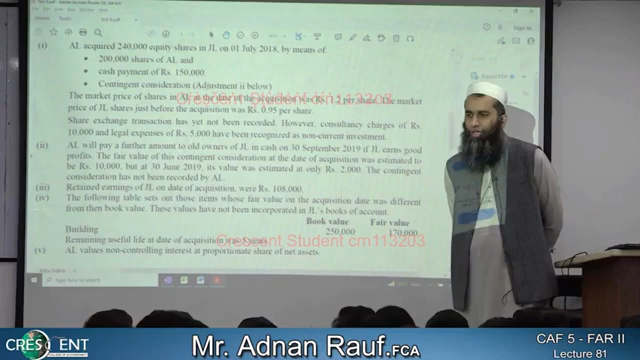 (i) AL acquired 240,000 equity shares in JL on 01 July 2018, by means of
• 200,000 shares of AL and
• cash payment of Rs. 150,000
• Contingent consideration (Adjustment ii below)
The market price of shares in AL at the date of the acquisition was Rs. 1.2 per share. The market
price of JL shares just before the acquisition was Rs. 0.95 per share.
Crescent Student crn113203
Share exchange transaction has yet not been recorded. However, consultancy charges of Rs.
10,000 and legal expenses of Rs. 5,000 have been recognized as non-current investment.
(ii) AL will pay a further amount to old owners of JL in cash on 30 September 2019 if JL earns good
profits. The fair value of this contingent consideration at the date of acquisition was estimated to
be Rs. 10,000, but at 30 June 2019, its value was estimated at only Rs. 2,000. The contingent
consideration has not been recorded by AL.
(iii) Retained earnings of JL on date of acquisition, were Rs. 108,000.
(iv) The following table sets out those items whose fair value on the acquisition date was different
from then book value. These values have not been incorporated in JL's books of account.
Book value Fair value
Building 250,000 170,000
Remaining useful life at date of acquisition was years
Crescent Student crn113203
(v) AL values non-controlling interest at proportionate share of net assets.
Type here to search
CRESCENT
Mr. Adnan Rauf.FCA
CAF 5 - FAR II
Lecture 81